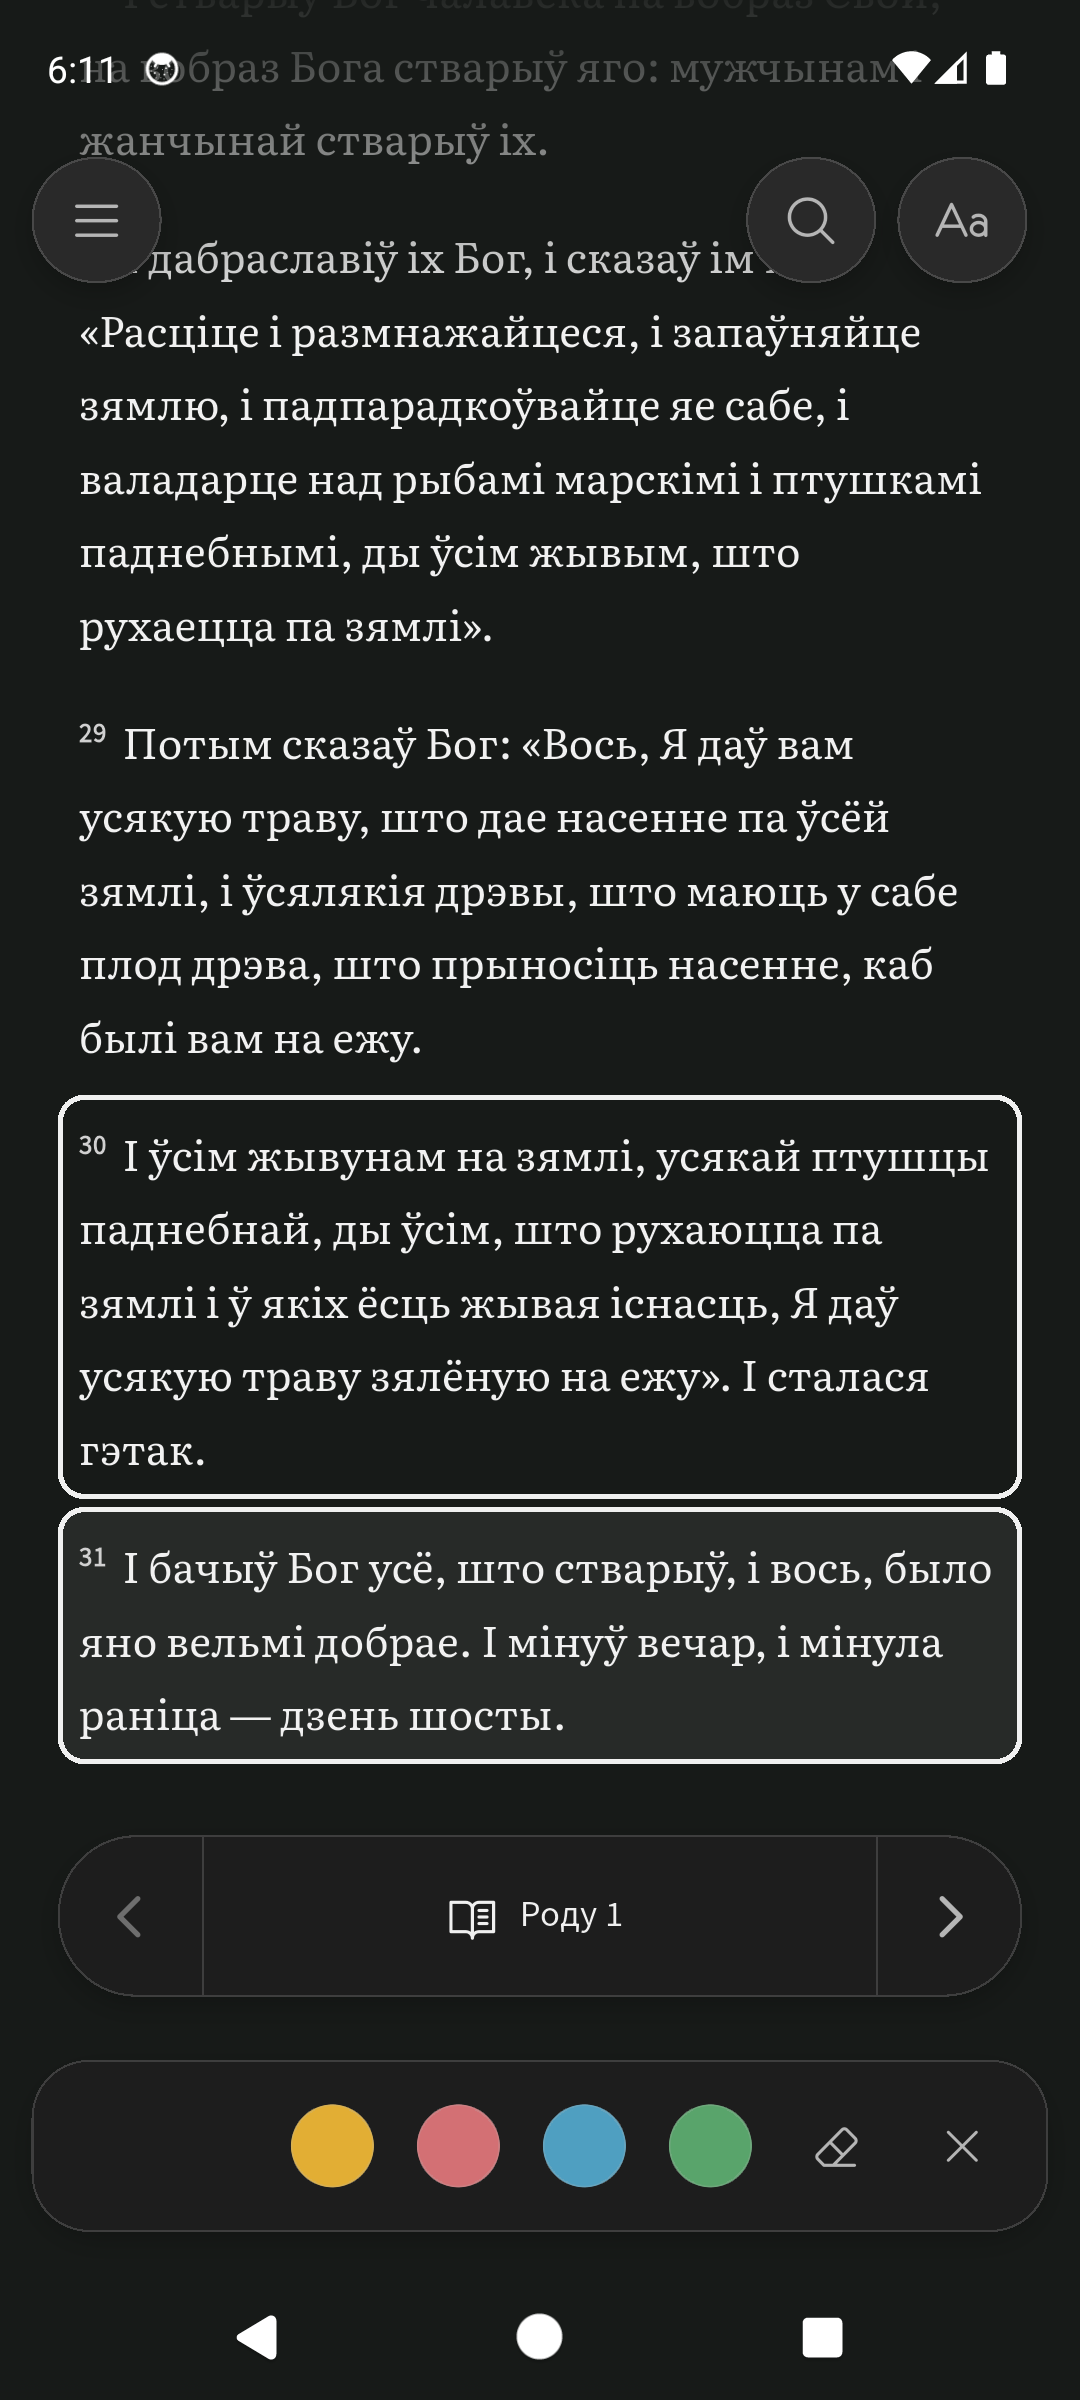 6:11
образ Бога стварыў яго: мужчынам
жанчынай стварыў іх.
дабраславіў іх Бог, і сказаў ім
«Расціце і размнажайцеся, і запаўняйце
зямлю, і падпарадкоўвайце яе сабе, і
валадарце над рыбамі марскімі і птушкамі
паднебнымі, ды ўсім жывым, што
рухаецца па зямлі».
29 Потым сказаў Бог: «Вось, Я даў вам
усякую траву, што дае насенне па ўсёй
зямлі, і ўсялякія дрэвы, што маюць у сабе
плод дрэва, што прыносіць насенне, каб
былі вам на ежу.
30 І ўсім жывунам на зямлі, усякай птушцы
паднебнай, ды ўсім, што рухаюцца па
зямлі і ў якіх ёсць жывая існасць, Я даў
усякую траву зялёную на ежу». І сталася
гэтак.
31 І бачыў Бог усё, што стварыў, і вось, было
яно вельмі добрае. І мінуў вечар, і мінула
раніца — дзень шосты.
Роду 1
Aa